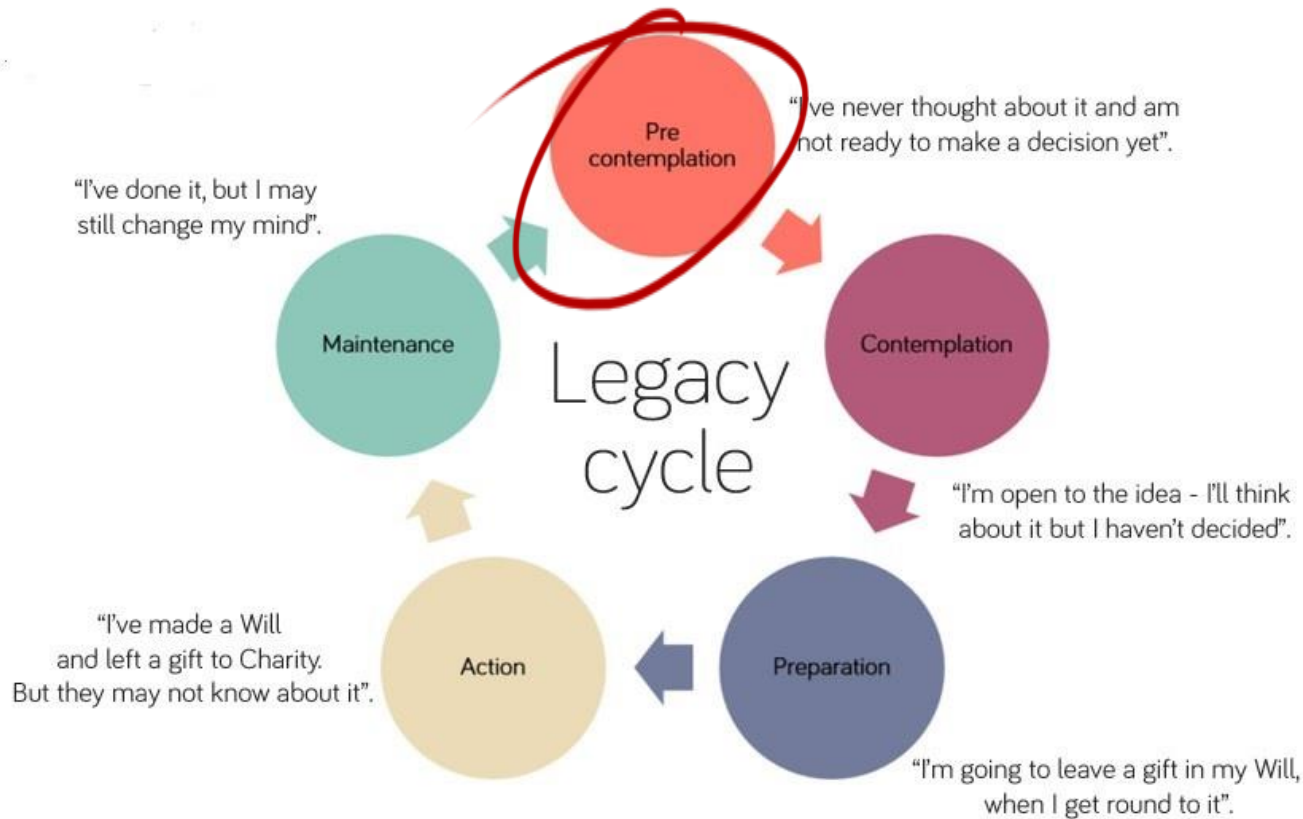 Pre
contemplation
“I’ve never thought about it and am
not ready to make a decision yet”.
Contemplation
“I’m open to the idea - I’ll think
about it but I haven’t decided”.
Preparation
“I’m going to leave a gift in my Will,
when I get round to it”.
Action
“I’ve made a Will
and left a gift to Charity.
But they may not know about it”.
Maintenance
“I’ve done it, but I may
still change my mind”.
Legacy
cycle